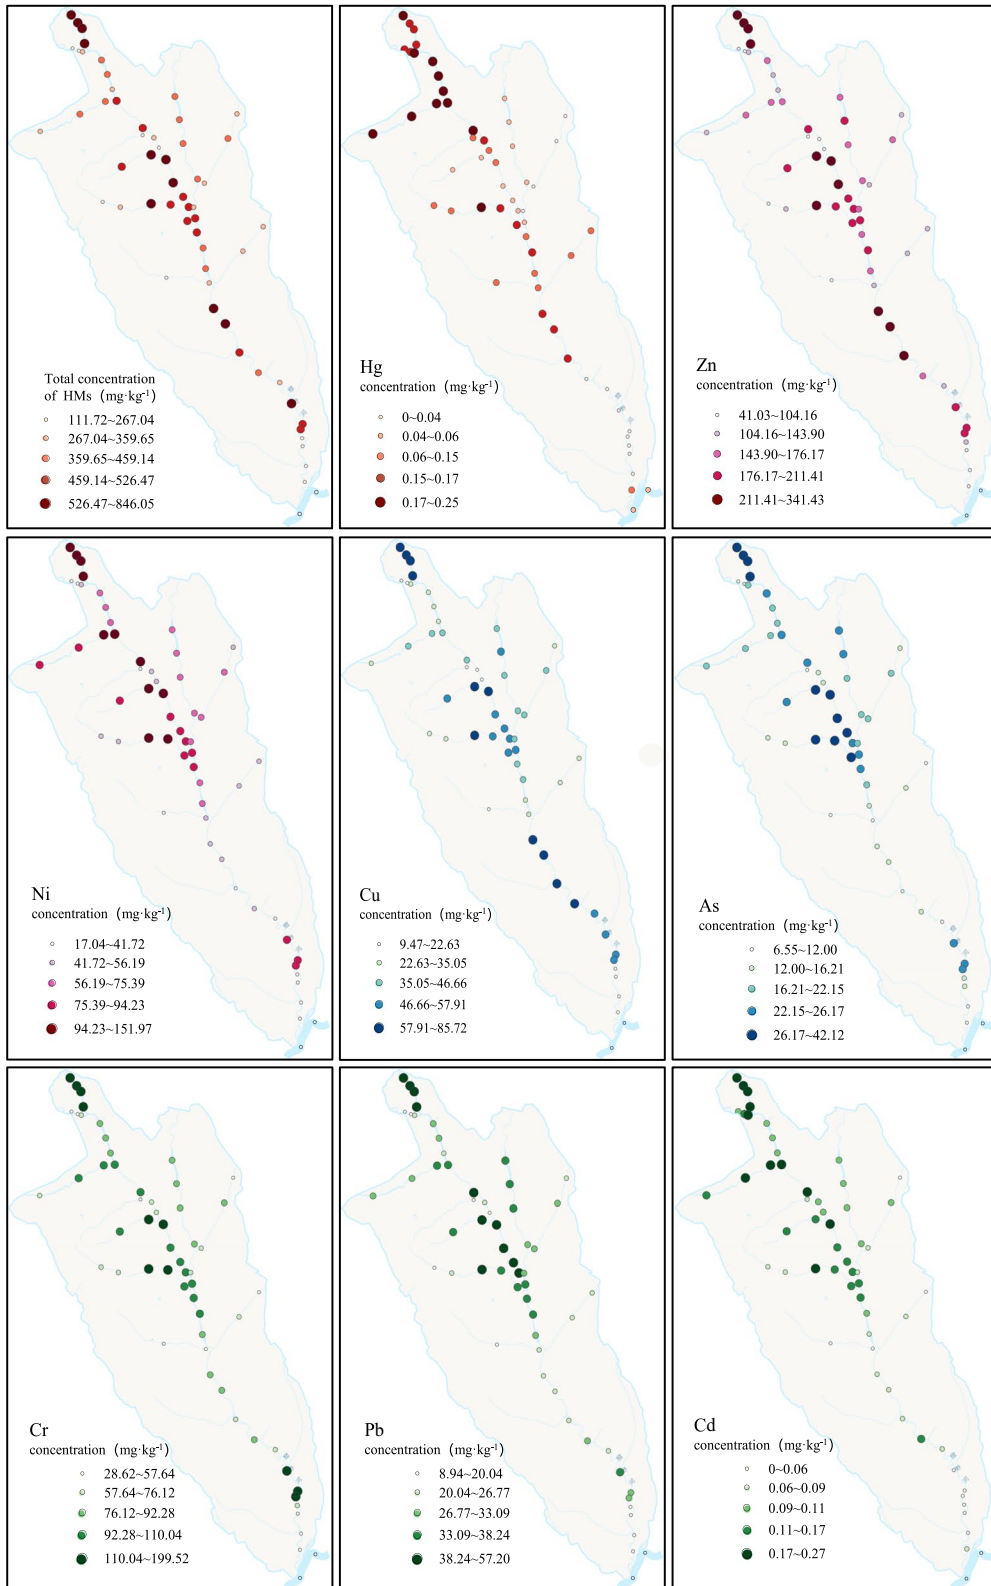 Total concentration
of HMs (mg·kg⁻¹)
111.72~267.04
267.04~359.65
359.65~459.14
459.14~526.47
526.47~846.05
Hg
concentration (mg·kg⁻¹)
0~0.04
0.04~0.06
0.06~0.15
0.15~0.17
0.17~0.25
Zn
concentration (mg·kg⁻¹)
41.03~104.16
104.16~143.90
143.90~176.17
176.17~211.41
211.41~341.43
Ni
concentration (mg·kg⁻¹)
17.04~41.72
41.72~56.19
56.19~75.39
75.39~94.23
94.23~151.97
Cu
concentration (mg·kg⁻¹)
9.47~22.63
22.63~35.05
35.05~46.66
46.66~57.91
57.91~85.72
As
concentration (mg·kg⁻¹)
6.55~12.00
12.00~16.21
16.21~22.15
22.15~26.17
26.17~42.12
Cr
concentration (mg·kg⁻¹)
28.62~57.64
57.64~76.12
76.12~92.28
92.28~110.04
110.04~199.52
Pb
concentration (mg·kg⁻¹)
8.94~20.04
20.04~26.77
26.77~33.09
33.09~38.24
38.24~57.20
Cd
concentration (mg·kg⁻¹)
0~0.06
0.06~0.09
0.09~0.11
0.11~0.17
0.17~0.27